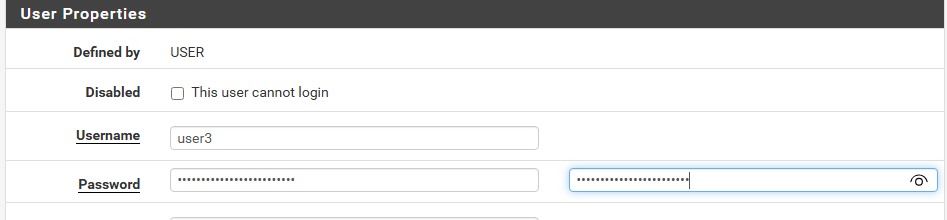 User Properties
Defined by USER
Disabled This user cannot login
Username user3
Password